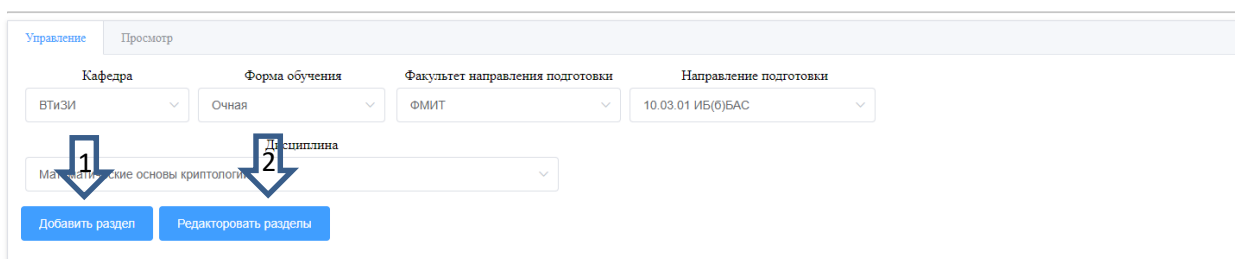 Управление Просмотр
Кафедра Форма обучения Факультет направления подготовки Направление подготовки
ВТиЗИ Очная ФМИТ 10.03.01 ИБ(б)БАС
Дисциплина
1 2
Математические основы криптологии
Добавить раздел Редакторовать разделы